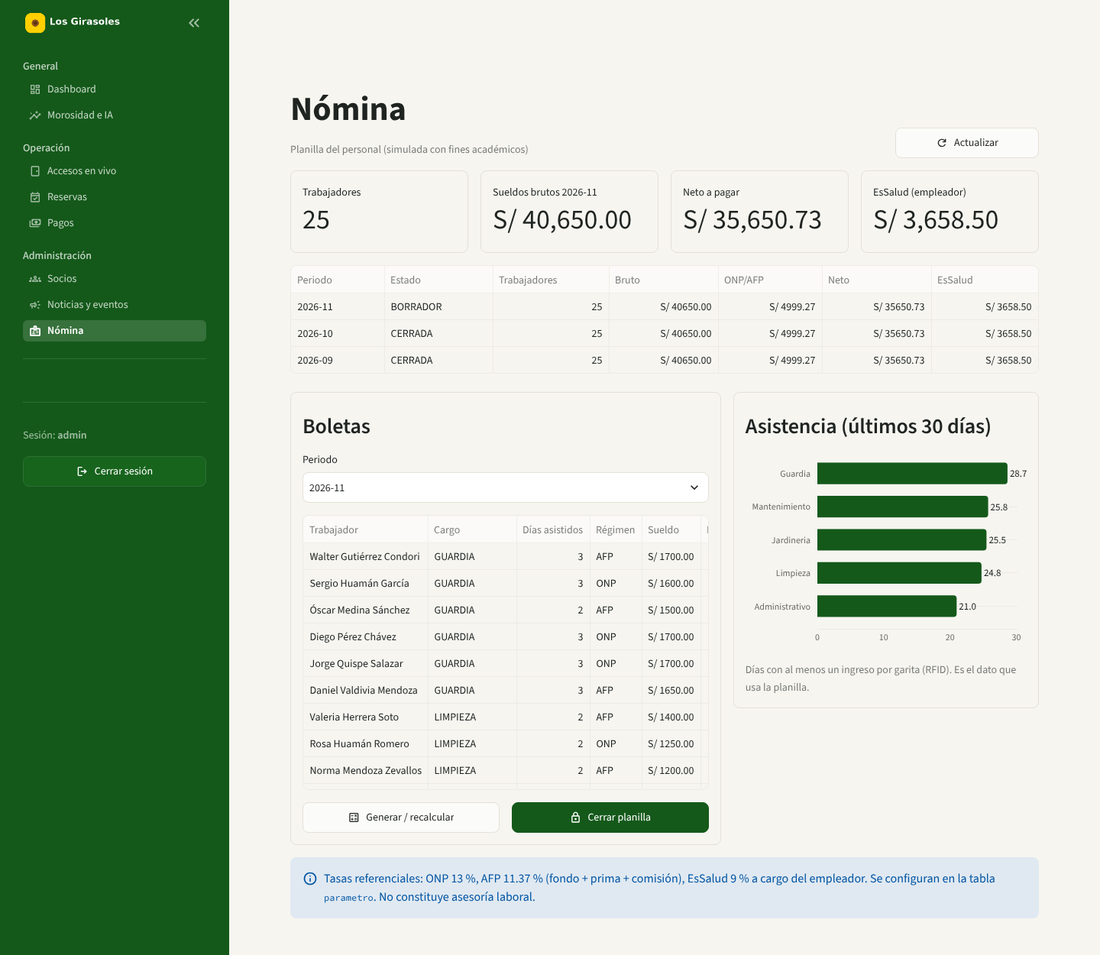 Los Girasoles
General
Dashboard
Morosidad e IA
Operación
Accesos en vivo
Reservas
Pagos
Administración
Socios
Noticias y eventos
Nómina
Sesión: admin
Cerrar sesión
Nómina
Planilla del personal (simulada con fines académicos)
Actualizar
Trabajadores
25
Sueldos brutos 2026-11
S/ 40,650.00
Neto a pagar
S/ 35,650.73
EsSalud (empleador)
S/ 3,658.50
Periodo Estado Trabajadores Bruto ONP/AFP Neto EsSalud
2026-11 BORRADOR 25 S/ 40650.00 S/ 4999.27 S/ 35650.73 S/ 3658.50
2026-10 CERRADA 25 S/ 40650.00 S/ 4999.27 S/ 35650.73 S/ 3658.50
2026-09 CERRADA 25 S/ 40650.00 S/ 4999.27 S/ 35650.73 S/ 3658.50
Boletas
Periodo
2026-11
Trabajador Cargo Días asistidos Régimen Sueldo
Walter Gutiérrez Condori GUARDIA 3 AFP S/ 1700.00
Sergio Huamán García GUARDIA 3 ONP S/ 1600.00
Óscar Medina Sánchez GUARDIA 2 AFP S/ 1500.00
Diego Pérez Chávez GUARDIA 3 ONP S/ 1700.00
Jorge Quispe Salazar GUARDIA 3 ONP S/ 1700.00
Daniel Valdivia Mendoza GUARDIA 3 AFP S/ 1650.00
Valeria Herrera Soto LIMPIEZA 2 AFP S/ 1400.00
Rosa Huamán Romero LIMPIEZA 2 ONP S/ 1250.00
Norma Mendoza Zevallos LIMPIEZA 2 AFP S/ 1200.00
Generar / recalcular
Cerrar planilla
Asistencia (últimos 30 días)
Guardia 28.7
Mantenimiento 25.8
Jardineria 25.5
Limpieza 24.8
Administrativo 21.0
0 10 20 30
Días con al menos un ingreso por garita (RFID). Es el dato que
usa la planilla.
Tasas referenciales: ONP 13 %, AFP 11.37 % (fondo + prima + comisión), EsSalud 9 % a cargo del empleador. Se configuran en la tabla
parametro. No constituye asesoría laboral.